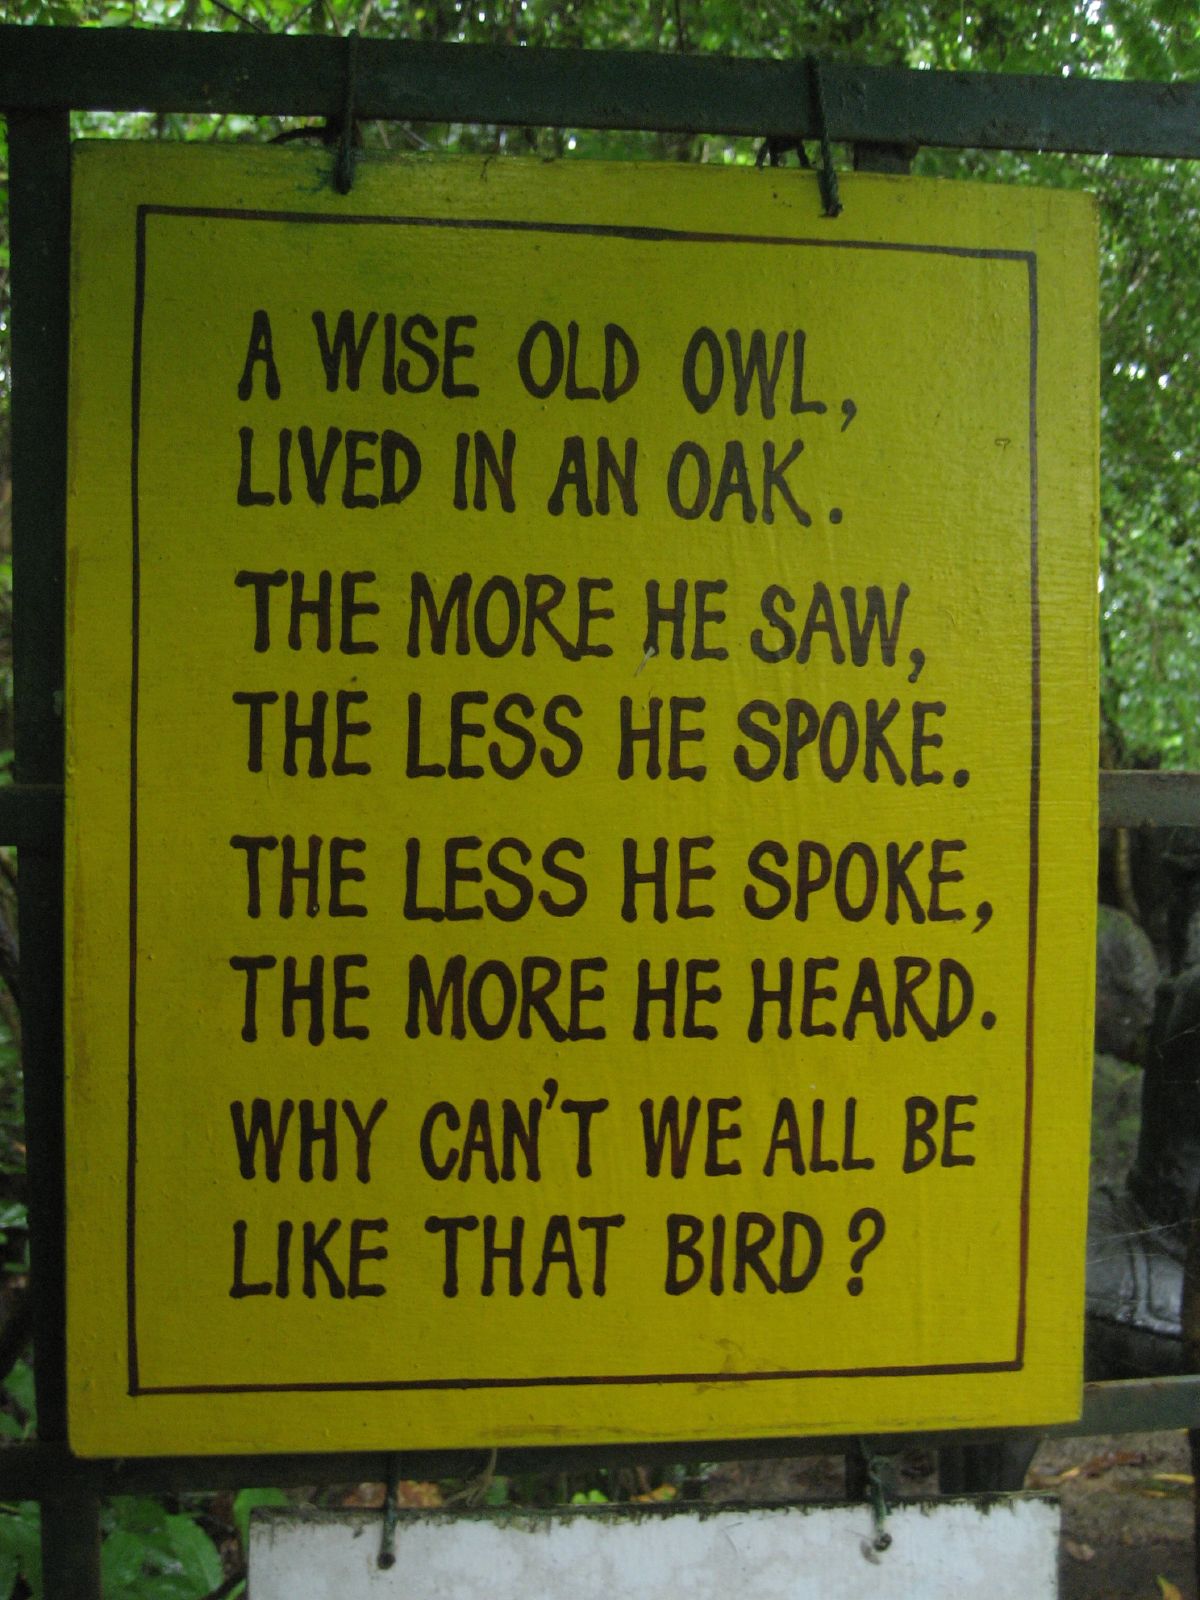 A WISE OLD OWL,
LIVED IN AN OAK.
THE MORE HE SAW,
THE LESS HE SPOKE.
THE LESS HE SPOKE,
THE MORE HE HEARD.
WHY CAN'T WE ALL BE
LIKE THAT BIRD?